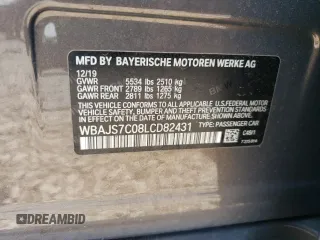 MFD. BY BAYERISCHE MOTOREN WERKE AG
12/19
GVWR 5534 lbs 2510 kg
GAWR FRONT 2789 lbs 1265 kg
GAWR REAR 2811 lbs 1275 kg
THIS VEHICLE CONFORMS TO ALL APPLICABLE U.S. FEDERAL MOTOR
VEHICLE SAFETY, BUMPER, AND THEFT PREVENTION STANDARDS IN
EFFECT ON THE DATE OF MANUFACTURE SHOWN ABOVE.
WBAJS7C08LCD82431 TYPE: PASSENGER CAR
DREAMBID